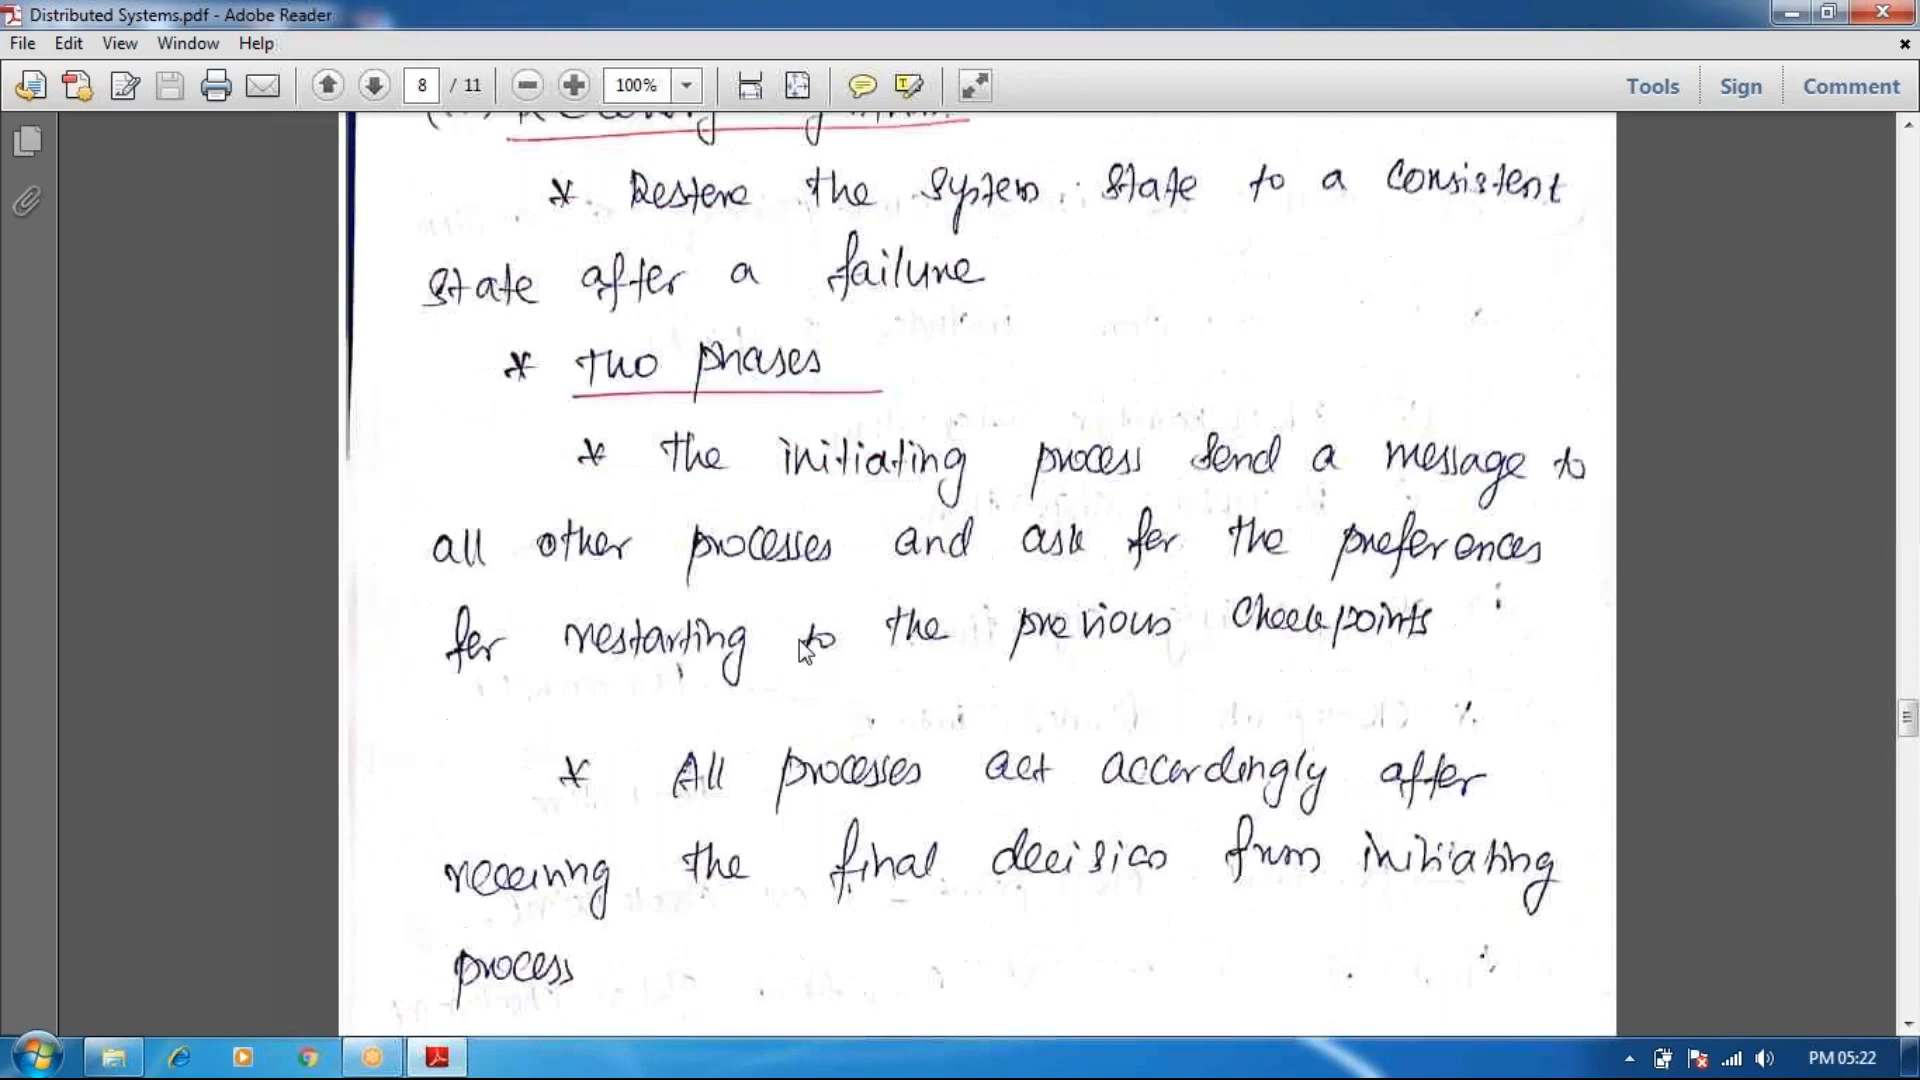 Distributed Systems.pdf - Adobe Reader
File Edit View Window Help
8 / 11 100% Tools Sign Comment
* Restore the system state to a consistent
state after a failure
* two phases
* the initiating process send a message to
all other processes and ask for the preferences
for restarting to the previous checkpoints
* All processes act accordingly after
receiving the final decision from initiating
process
PM 05:22